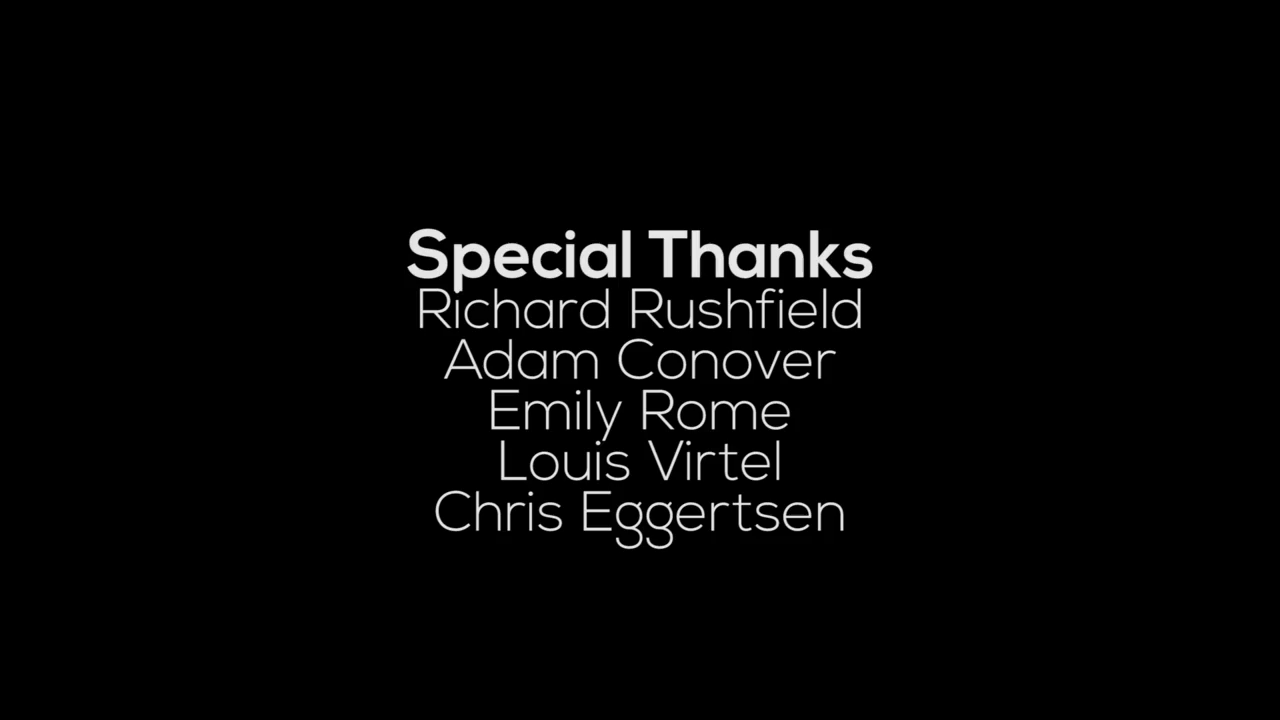 Special Thanks
Richard Rushfield
Adam Conover
Emily Rome
Louis Virtel
Chris Eggertsen